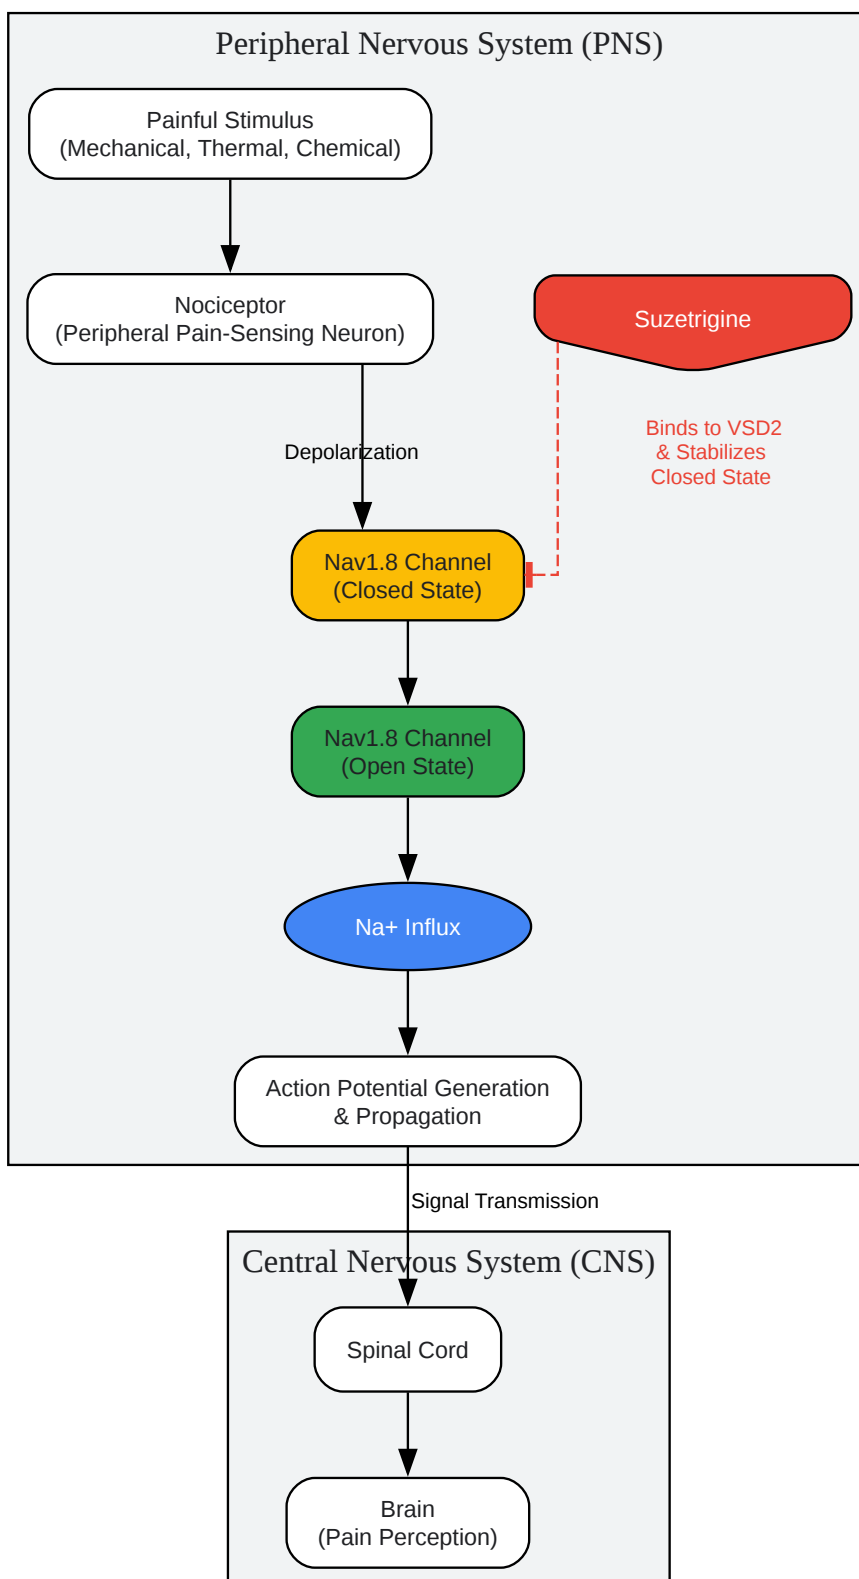 Peripheral Nervous System (PNS)
Painful Stimulus
(Mechanical, Thermal, Chemical)
Nociceptor
(Peripheral Pain-Sensing Neuron)
Suzetrigine
Binds to VSD2
& Stabilizes
Closed State
Depolarization
Nav1.8 Channel
(Closed State)
Nav1.8 Channel
(Open State)
Na+ Influx
Action Potential Generation
& Propagation
Signal Transmission
Central Nervous System (CNS)
Spinal Cord
Brain
(Pain Perception)